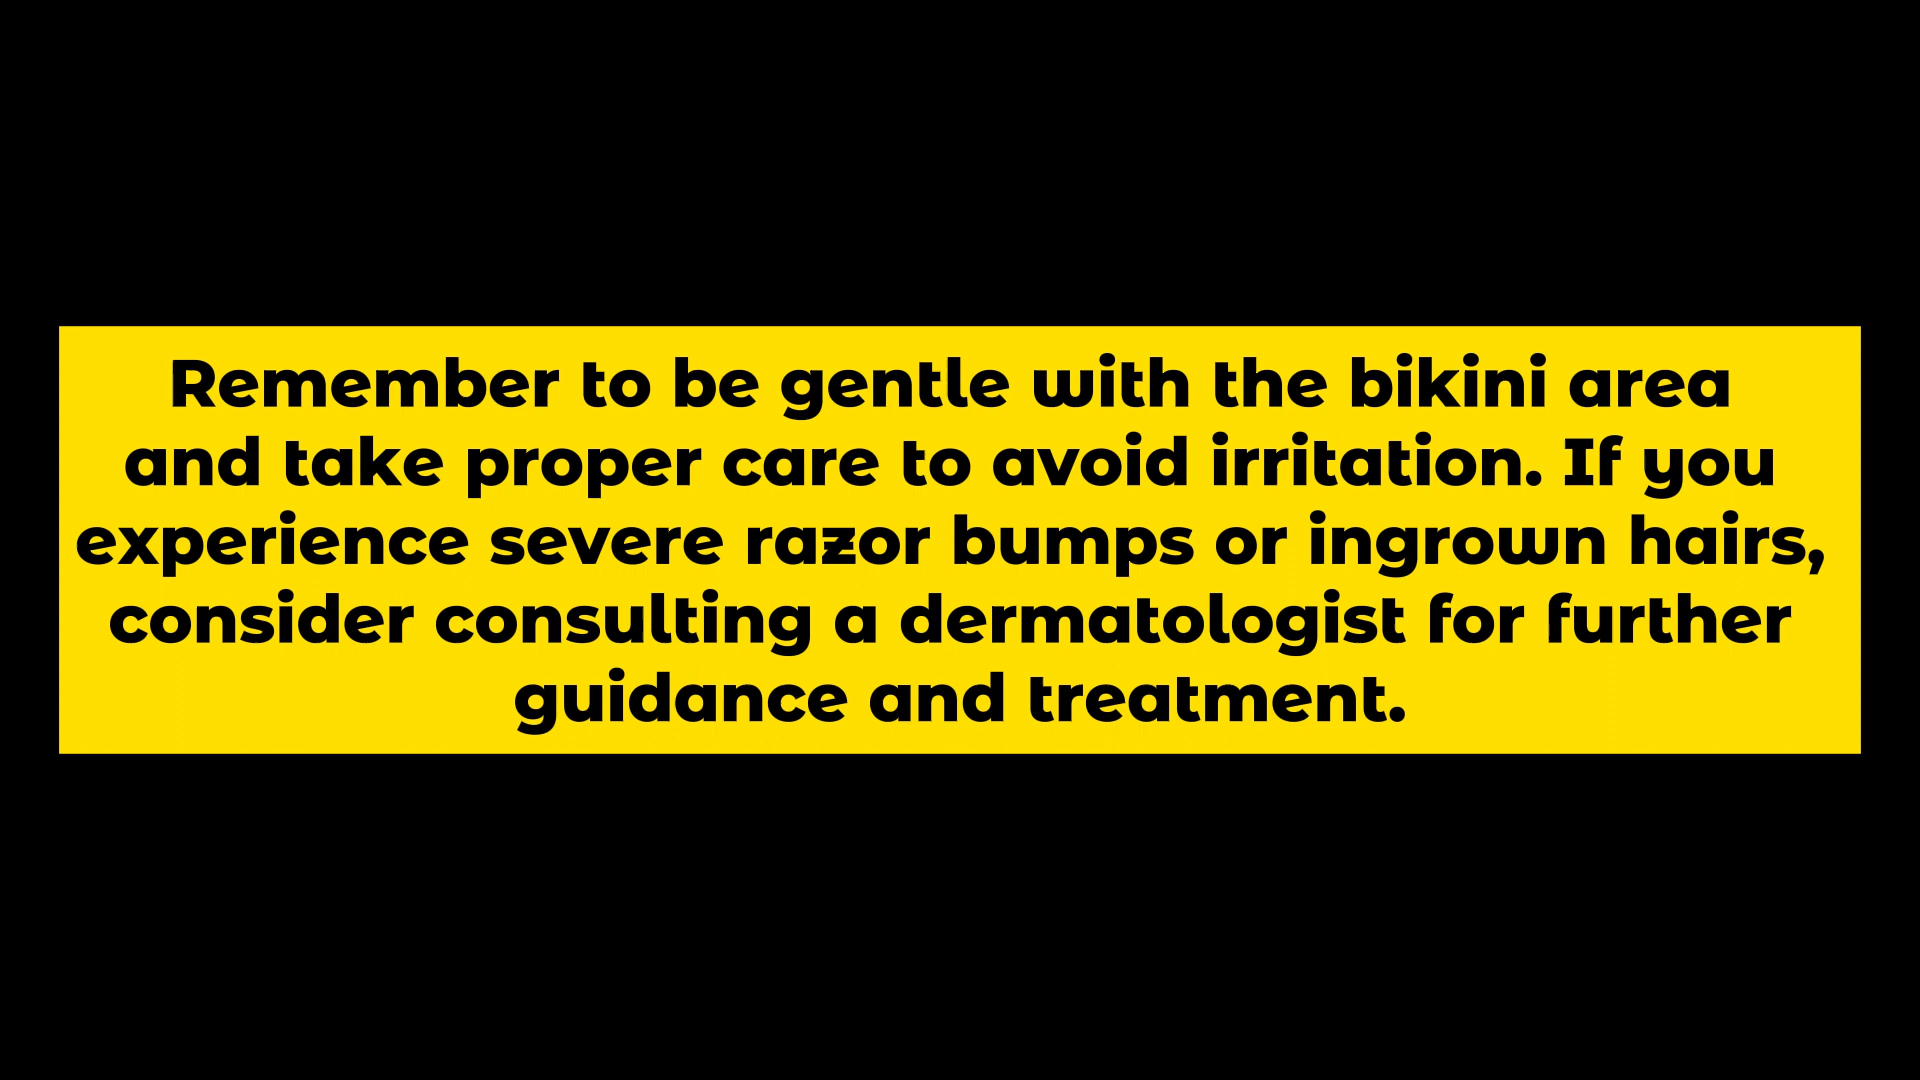 Remember to be gentle with the bikini area
and take proper care to avoid irritation. If you
experience severe razor bumps or ingrown hairs,
consider consulting a dermatologist for further
guidance and treatment.